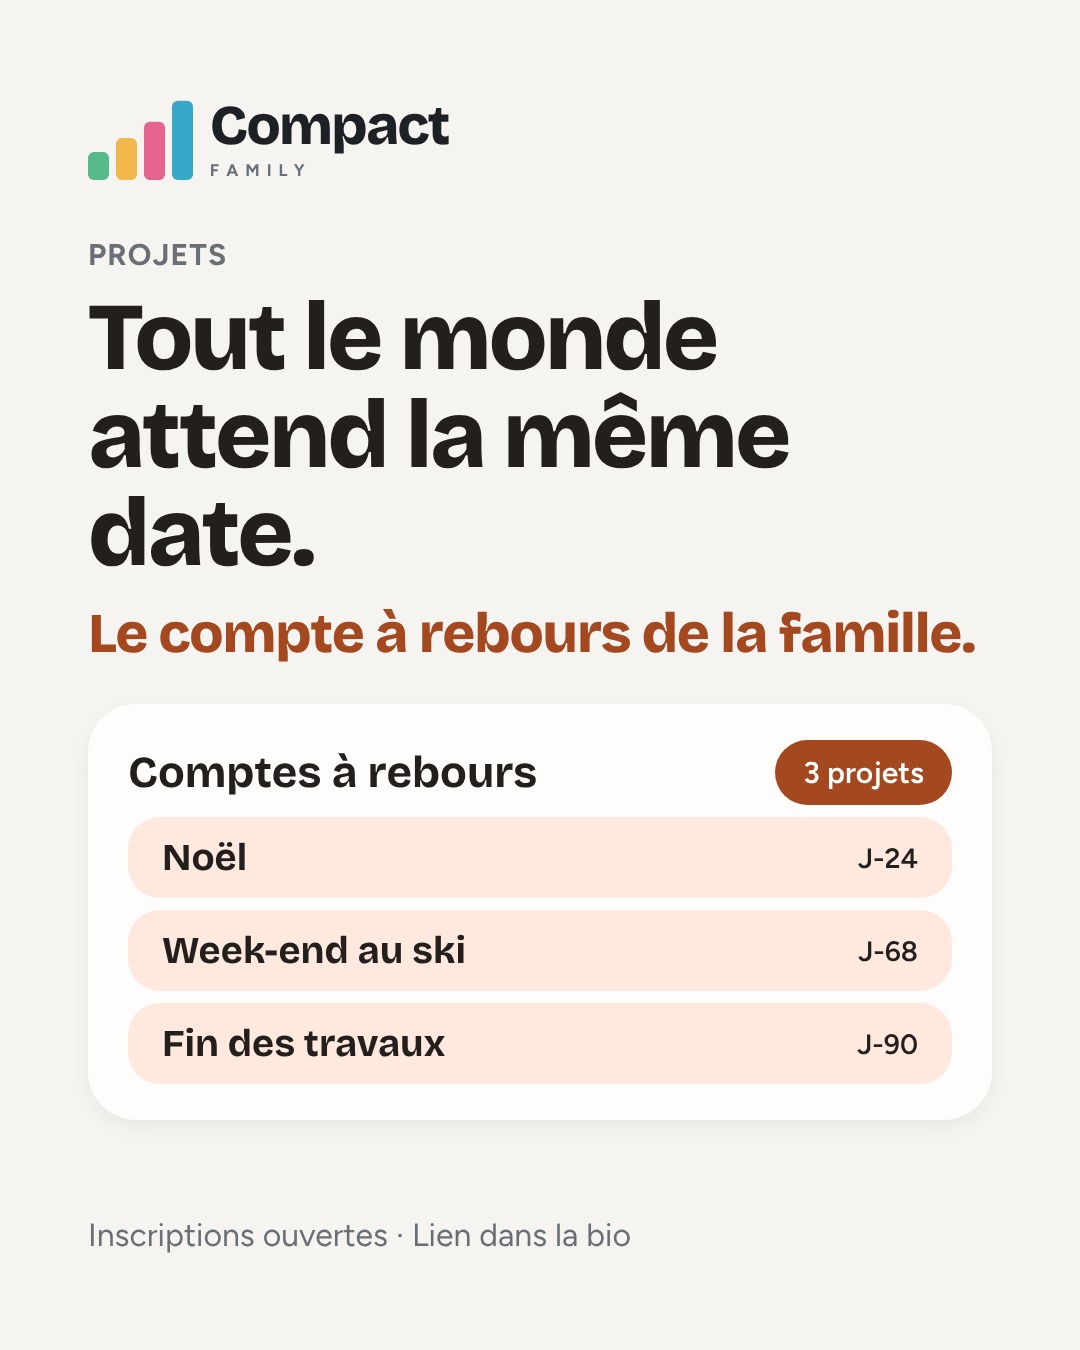 Compact
FAMILY
PROJETS
Tout le monde
attend la même
date.
Le compte à rebours de la famille.
Comptes à rebours
3 projets
Noël
J-24
Week-end au ski
J-68
Fin des travaux
J-90
Inscriptions ouvertes · Lien dans la bio